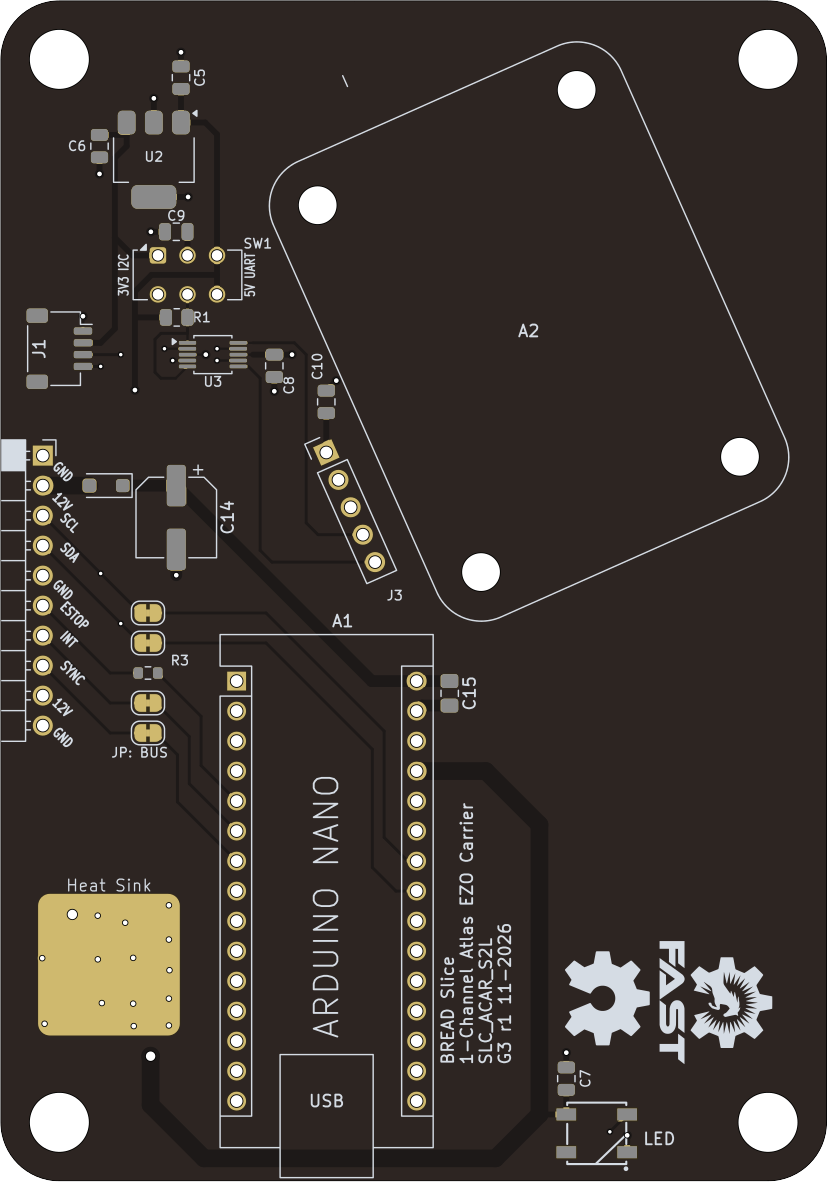 C5
C6
U2
C9
SW1
3V3 I2C
5V UART
R1
J1
U3
C8
C10
A2
GND
12V
SCL
SDA
GND
ESTOP
INT
SYNC
12V
GND
C14
J3
A1
R3
C15
JP: BUS
Heat Sink
ARDUINO NANO
BREAD Slice
1-Channel Atlas EZO Carrier
SLC_ACAR_S2L
G3 r1 11-2026
FAST
USB
C7
LED